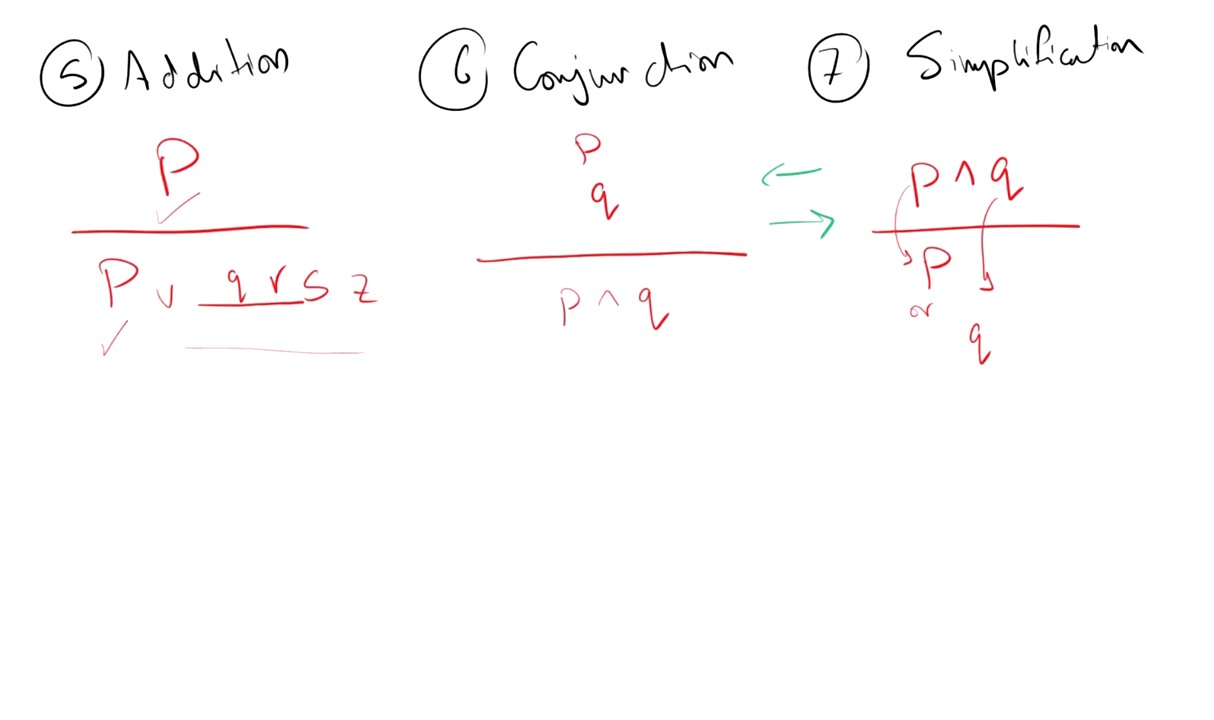 5 Addition
P
P ∨ q r s z
6 Conjunction
p
q
p ∧ q
7 Simplification
p ∧ q
p
or
q